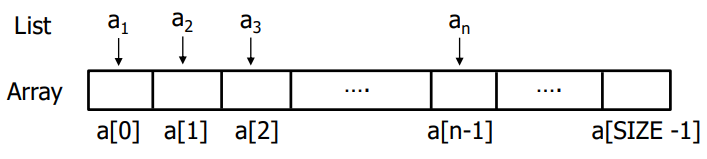 List a₁ a₂ a₃ aₙ
Array .... ....
a[0] a[1] a[2] a[n-1] a[SIZE -1]